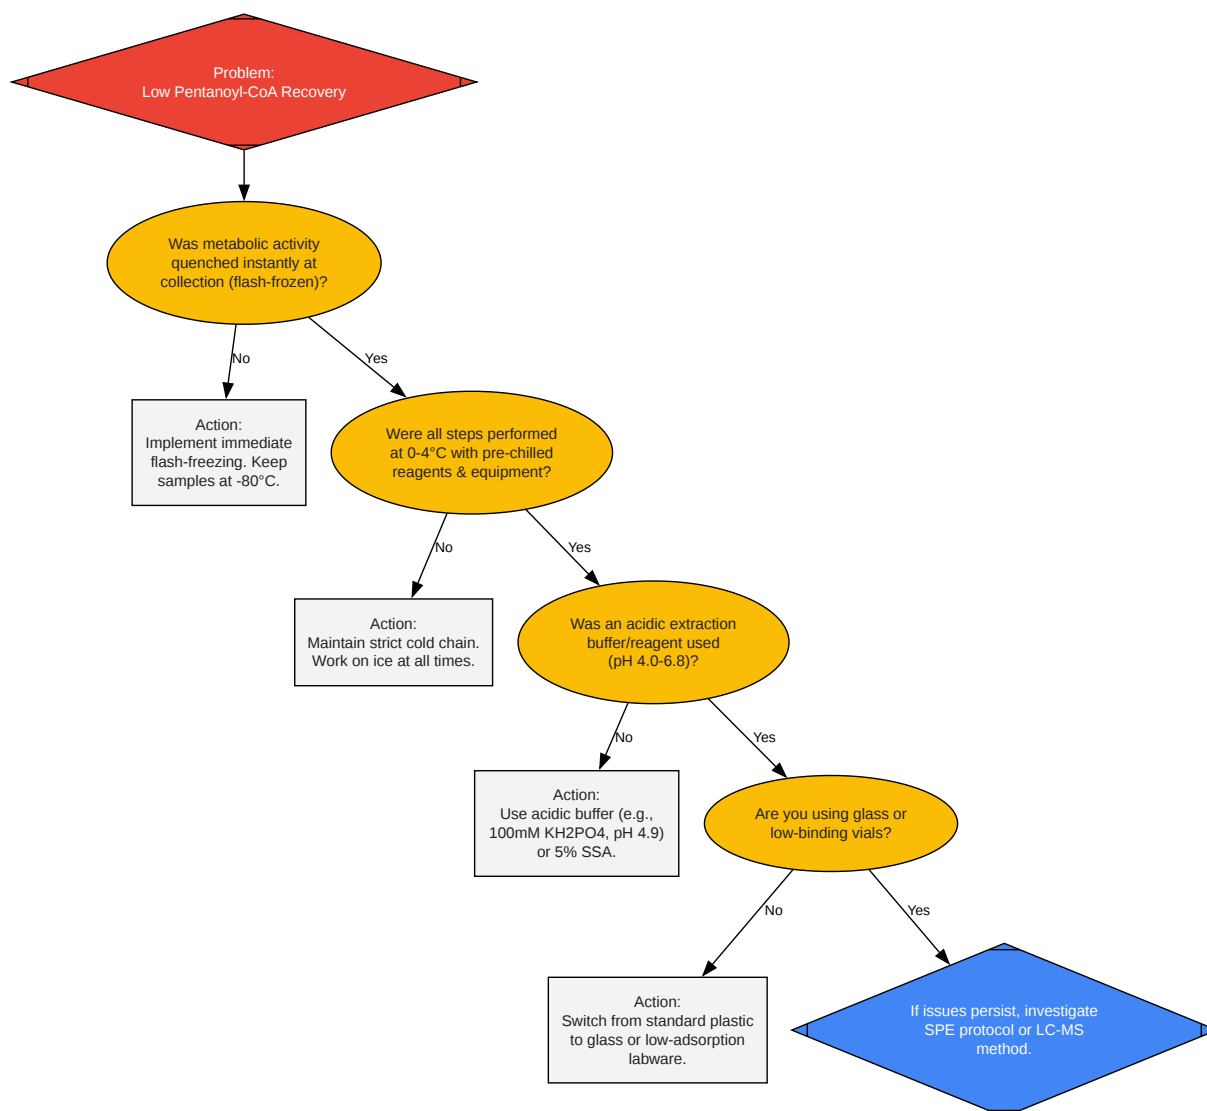 Problem:
Low Pentanoyl-CoA Recovery
Was metabolic activity
quenched instantly at
collection (flash-frozen)?
No
Yes
Action:
Implement immediate
flash-freezing. Keep
samples at -80°C.
Were all steps performed
at 0-4°C with pre-chilled
reagents & equipment?
No
Yes
Action:
Maintain strict cold chain.
Work on ice at all times.
Was an acidic extraction
buffer/reagent used
(pH 4.0-6.8)?
No
Yes
Action:
Use acidic buffer (e.g.,
100mM KH2PO4, pH 4.9)
or 5% SSA.
Are you using glass or
low-binding vials?
No
Yes
Action:
Switch from standard plastic
to glass or low-adsorption
labware.
If issues persist, investigate
SPE protocol or LC-MS
method.